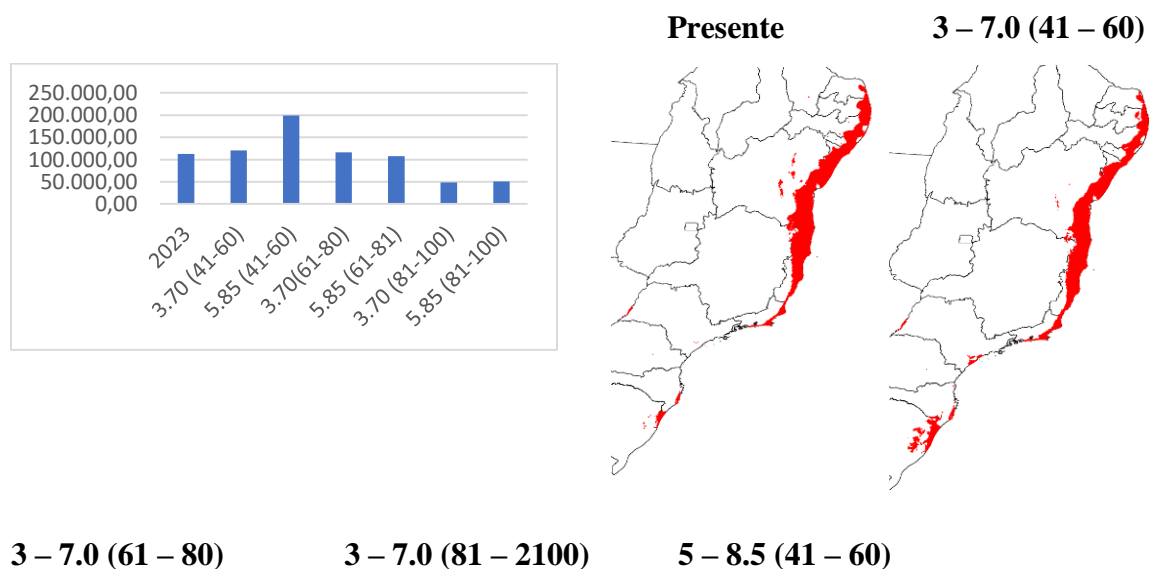 Presente
3 – 7.0 (41 – 60)
250.000,00
200.000,00
150.000,00
100.000,00
50.000,00
0,00
2023
3.70 (41-60)
5.85 (41-60)
3.70(61-80)
5.85 (61-81)
3.70 (81-100)
5.85 (81-100)
3 – 7.0 (61 – 80)
3 – 7.0 (81 – 2100)
5 – 8.5 (41 – 60)